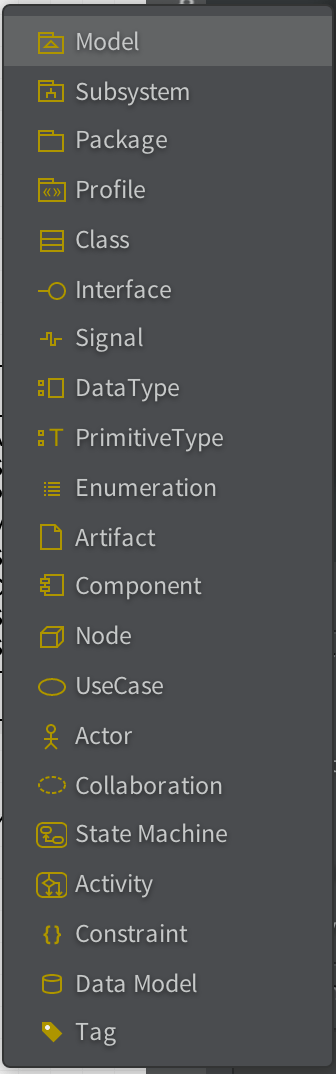 Model
Subsystem
Package
Profile
Class
Interface
Signal
DataType
PrimitiveType
Enumeration
Artifact
Component
Node
UseCase
Actor
Collaboration
State Machine
Activity
Constraint
Data Model
Tag